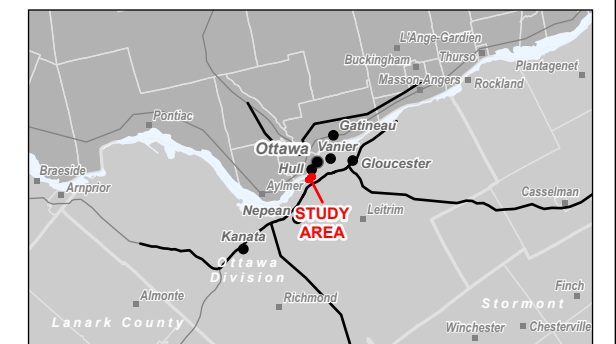 L'Ange-Gardien
Buckingham
Thurso
Plantagenet
Masson-Angers
Rockland
Pontiac
Gatineau
Ottawa
Vanier
Hull
Gloucester
Braeside
Arnprior
Aylmer
Casselman
Nepean
STUDY
AREA
Leitrim
Kanata
Ottawa
Division
Almonte
Richmond
Finch
Stormont
Lanark County
Winchester
Chesterville